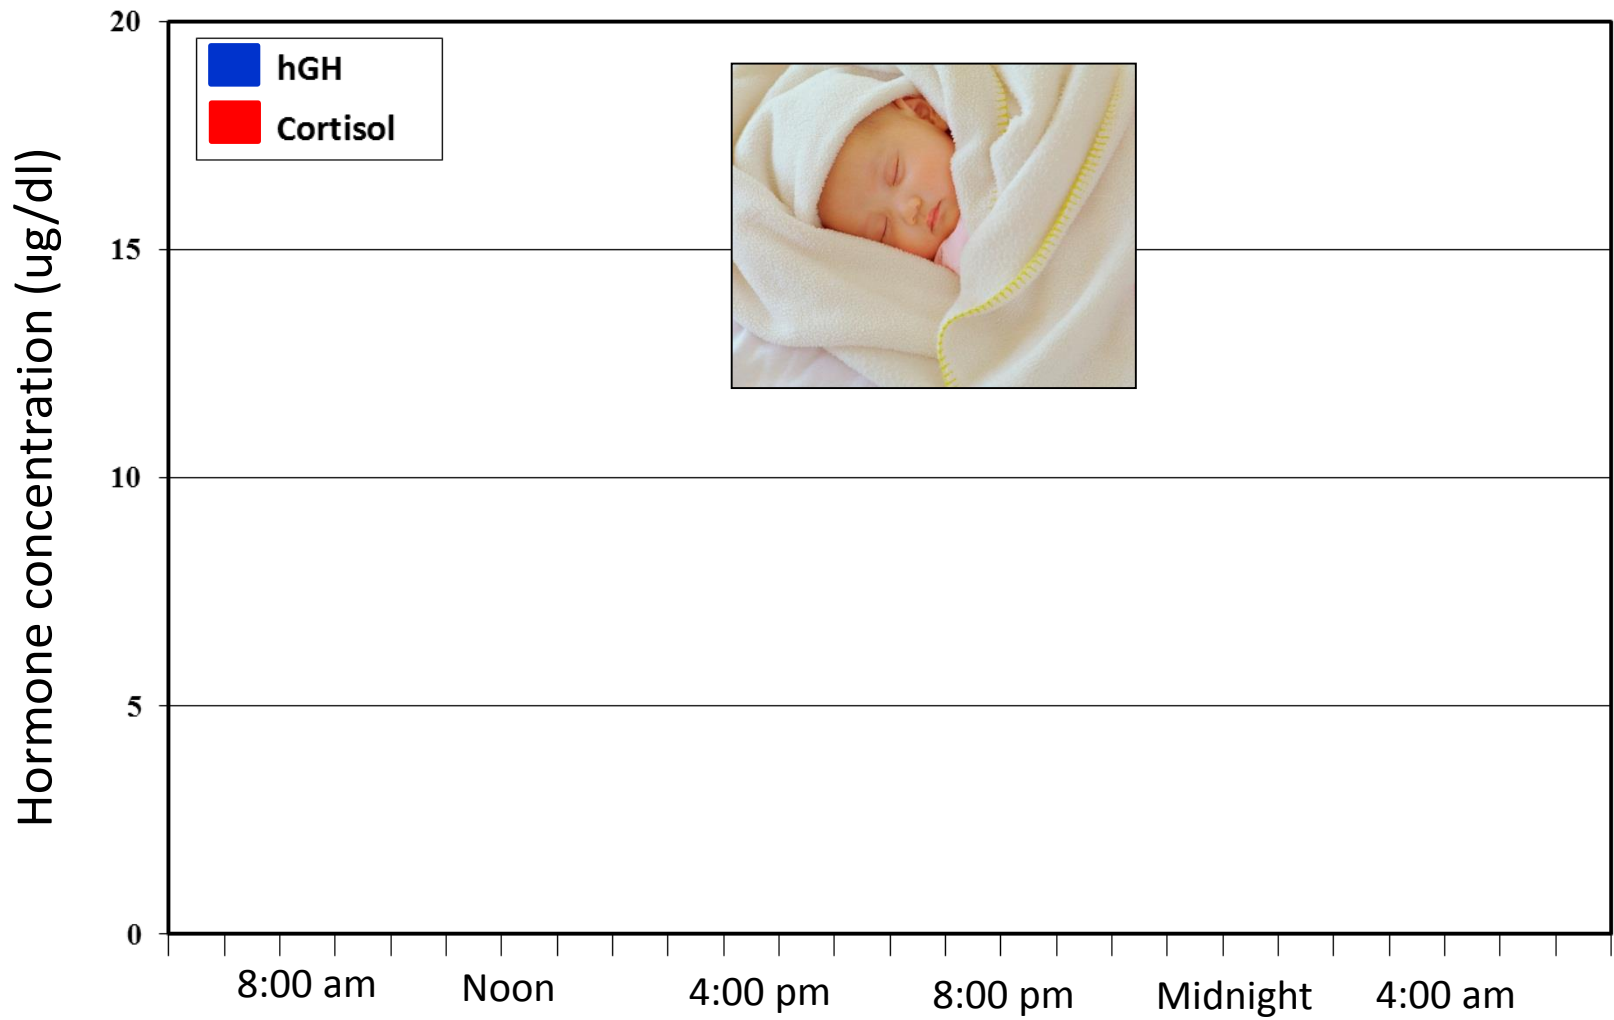 20
hGH
Cortisol
15
10
5
0
Hormone concentration (ug/dl)
8:00 am Noon 4:00 pm 8:00 pm Midnight 4:00 am